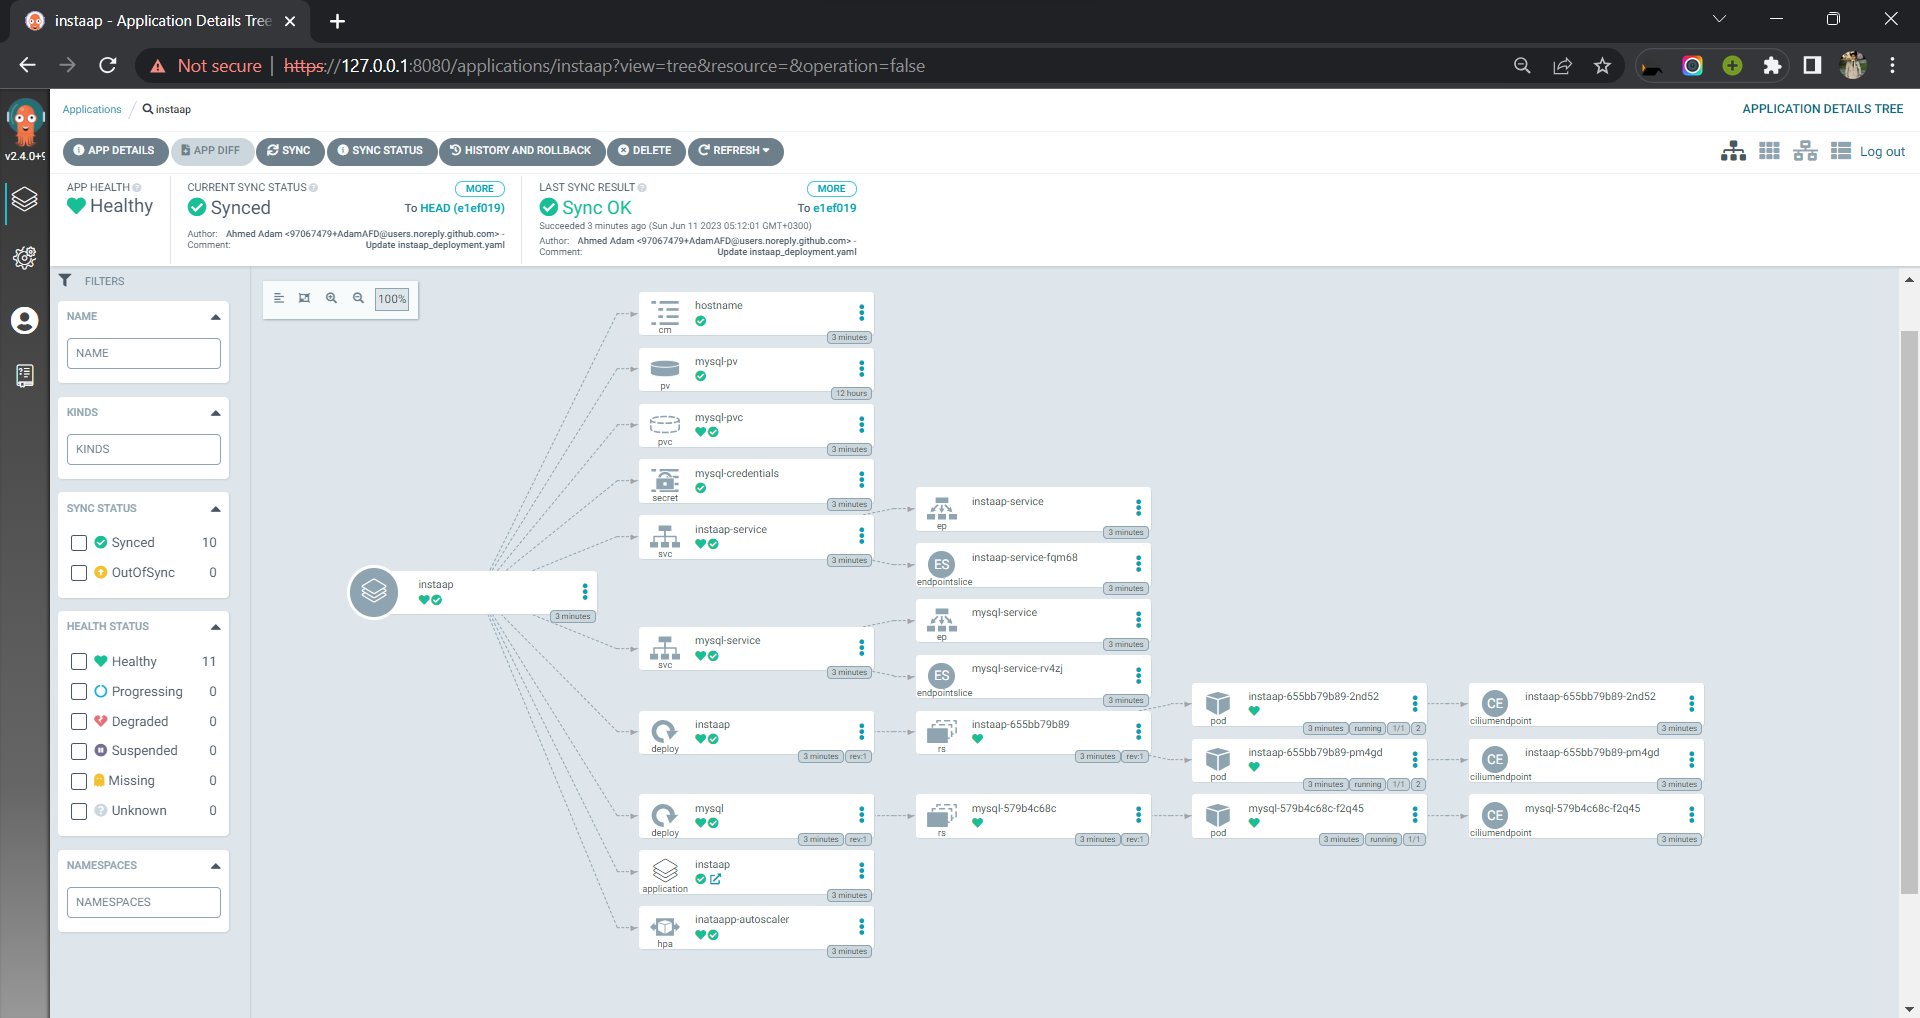 instaap - Application Details Tree
Not secure
https://127.0.0.1:8080/applications/instaap?view=tree&resource=&operation=false
v2.4.0+9
Applications / instaap
APPLICATION DETAILS TREE
APP DETAILS
APP DIFF
SYNC
SYNC STATUS
HISTORY AND ROLLBACK
DELETE
REFRESH
Log out
APP HEALTH
Healthy
CURRENT SYNC STATUS
MORE
Synced
To HEAD (e1ef019)
Author: Ahmed Adam <97067479+AdamAFD@users.noreply.github.com> -
Comment: Update instaap_deployment.yaml
LAST SYNC RESULT
MORE
Sync OK
To e1ef019
Succeeded 3 minutes ago (Sun Jun 11 2023 05:12:01 GMT+0300)
Author: Ahmed Adam <97067479+AdamAFD@users.noreply.github.com> -
Comment: Update instaap_deployment.yaml
FILTERS
NAME
NAME
KINDS
KINDS
SYNC STATUS
Synced 10
OutOfSync 0
HEALTH STATUS
Healthy 11
Progressing 0
Degraded 0
Suspended 0
Missing 0
Unknown 0
NAMESPACES
NAMESPACES
100%
instaap
3 minutes
hostname
cm
3 minutes
mysql-pv
pv
12 hours
mysql-pvc
pvc
3 minutes
mysql-credentials
secret
3 minutes
instaap-service
svc
3 minutes
mysql-service
svc
3 minutes
instaap
deploy
3 minutes rev:1
mysql
deploy
3 minutes rev:1
instaap
application
3 minutes
inataapp-autoscaler
hpa
3 minutes
instaap-service
ep
3 minutes
ES
instaap-service-fqm68
endpointslice
3 minutes
mysql-service
ep
3 minutes
ES
mysql-service-rv4zj
endpointslice
3 minutes
instaap-655bb79b89
rs
3 minutes rev:1
mysql-579b4c68c
rs
3 minutes rev:1
instaap-655bb79b89-2nd52
pod
3 minutes running 1/1 2
instaap-655bb79b89-pm4gd
pod
3 minutes running 1/1 2
mysql-579b4c68c-f2q45
pod
3 minutes running 1/1
CE
instaap-655bb79b89-2nd52
ciliumendpoint
3 minutes
CE
instaap-655bb79b89-pm4gd
ciliumendpoint
3 minutes
CE
mysql-579b4c68c-f2q45
ciliumendpoint
3 minutes